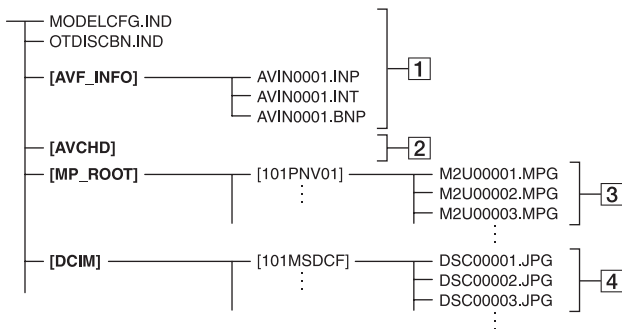 MODELCFG.IND
OTDISCBN.IND
[AVF_INFO] AVIN0001.INP
AVIN0001.INT
AVIN0001.BNP
1
[AVCHD]
2
[MP_ROOT] [101PNV01] M2U00001.MPG
M2U00002.MPG
M2U00003.MPG
3
[DCIM] [101MSDCF] DSC00001.JPG
DSC00002.JPG
DSC00003.JPG
4